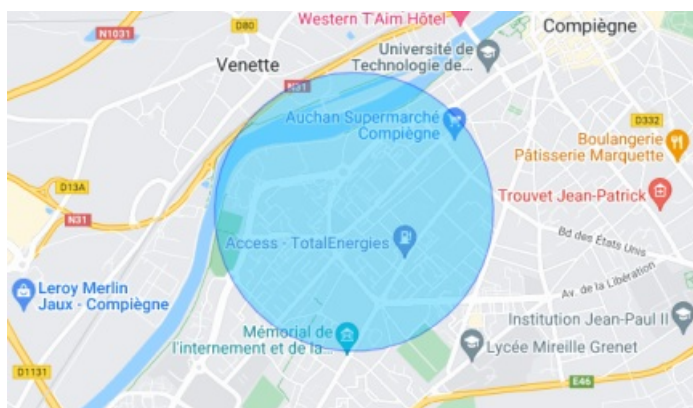 Western T'Aim Hôtel
Compiègne
D80
N1031
Université de
Technologie de...
Venette
N31
Auchan Supermarché
Compiègne
D332
Boulangerie
Pâtisserie Marquette
D13A
Trouvet Jean-Patrick
N31
Bd des États Unis
Access - TotalEnergies
Av. de la Libération
Leroy Merlin
Jaux - Compiègne
Institution Jean-Paul II
Mémorial de
l'internement et de la...
Lycée Mireille Grenet
D1131
E46